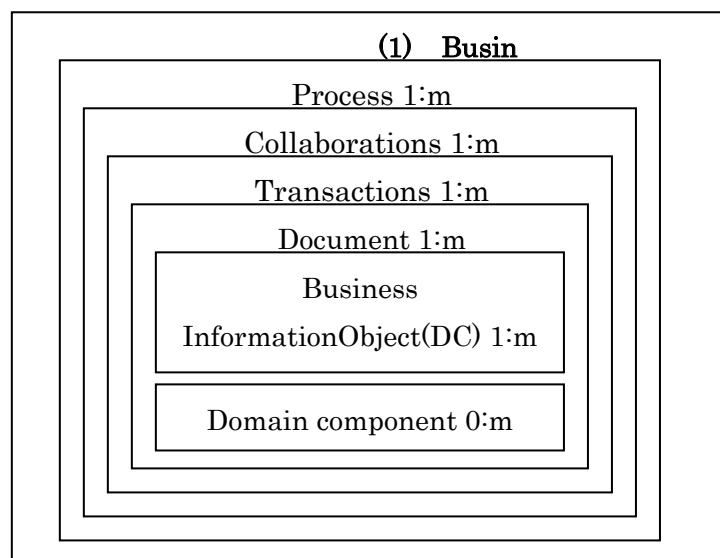 (1) Busin
Process 1:m
Collaborations 1:m
Transactions 1:m
Document 1:m
Business
InformationObject(DC) 1:m
Domain component 0:m